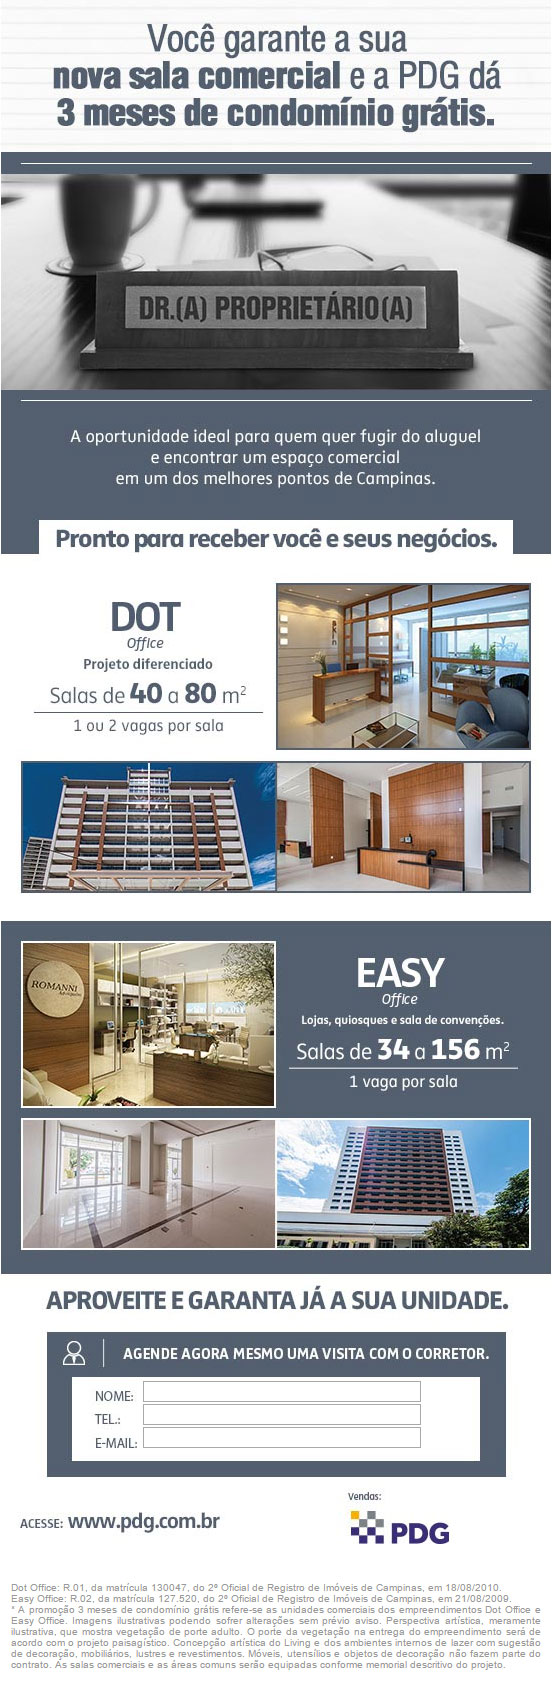 Você garante a sua
nova sala comercial e a PDG dá
3 meses de condomínio grátis.
DR.(A) PROPRIETÁRIO(A)
A oportunidade ideal para quem quer fugir do aluguel
e encontrar um espaço comercial
em um dos melhores pontos de Campinas.
Pronto para receber você e seus negócios.
DOT
Office
Projeto diferenciado
Salas de 40 a 80 m²
1 ou 2 vagas por sala
skin
ROMANNI
EASY
Office
Lojas, quiosques e sala de convenções.
Salas de 34 a 156 m²
1 vaga por sala
APROVEITE E GARANTA JÁ A SUA UNIDADE.
AGENDE AGORA MESMO UMA VISITA COM O CORRETOR.
NOME:
TEL.:
E-MAIL:
ACESSE: www.pdg.com.br
Vendas:
PDG
Dot Office: R.01, da matrícula 130047, do 2º Oficial de Registro de Imóveis de Campinas, em 18/08/2010.
Easy Office: R.02, da matrícula 127.520, do 2º Oficial de Registro de Imóveis de Campinas, em 21/08/2009.
* A promoção 3 meses de condomínio grátis refere-se as unidades comerciais dos empreendimentos Dot Office e
Easy Office. Imagens ilustrativas podendo sofrer alterações sem prévio aviso. Perspectiva artística, meramente
ilustrativa, que mostra vegetação de porte adulto. O porte da vegetação na entrega do empreendimento será de
acordo com o projeto paisagístico. Concepção artística do Living e dos ambientes internos de lazer com sugestão
de decoração, mobiliários, lustres e revestimentos. Móveis, utensílios e objetos de decoração não fazem parte do
contrato. As salas comerciais e as áreas comuns serão equipadas conforme memorial descritivo do projeto.